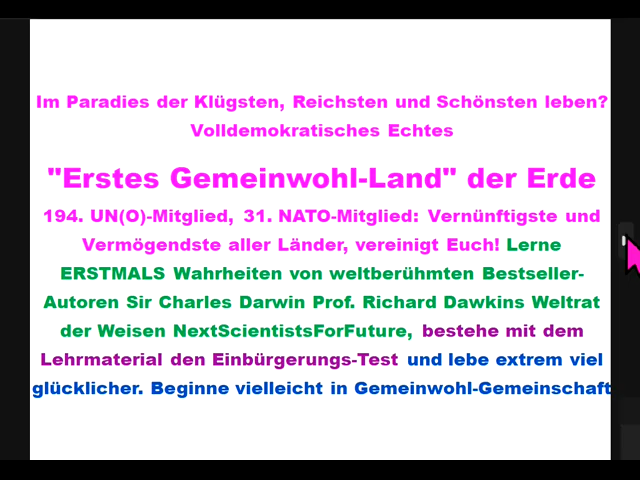 Im Paradies der Klügsten, Reichsten und Schönsten leben?
Volldemokratisches Echtes
"Erstes Gemeinwohl-Land" der Erde
194. UN(O)-Mitglied, 31. NATO-Mitglied: Vernünftigste und
Vermögendste aller Länder, vereinigt Euch! Lerne
ERSTMALS Wahrheiten von weltberühmten Bestseller-
Autoren Sir Charles Darwin Prof. Richard Dawkins Weltrat
der Weisen NextScientistsForFuture, bestehe mit dem
Lehrmaterial den Einbürgerungs-Test und lebe extrem viel
glücklicher. Beginne vielleicht in Gemeinwohl-Gemeinschaft